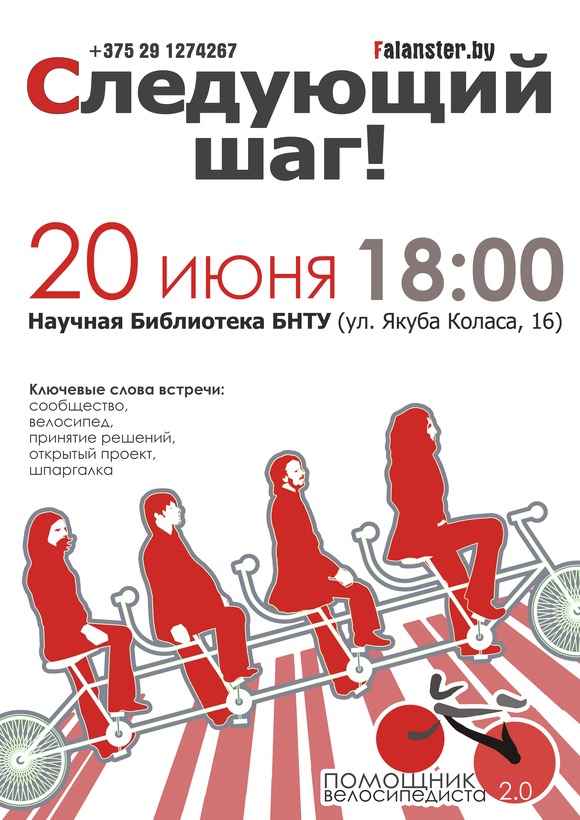 +375 29 1274267
Falanster.by
Следующий
шаг!
20 июня 18:00
Научная Библиотека БНТУ (ул. Якуба Коласа, 16)
Ключевые слова встречи:
сообщество,
велосипед,
принятие решений,
открытый проект,
шпаргалка
ПОМОЩНИК
велосипедиста 2.0